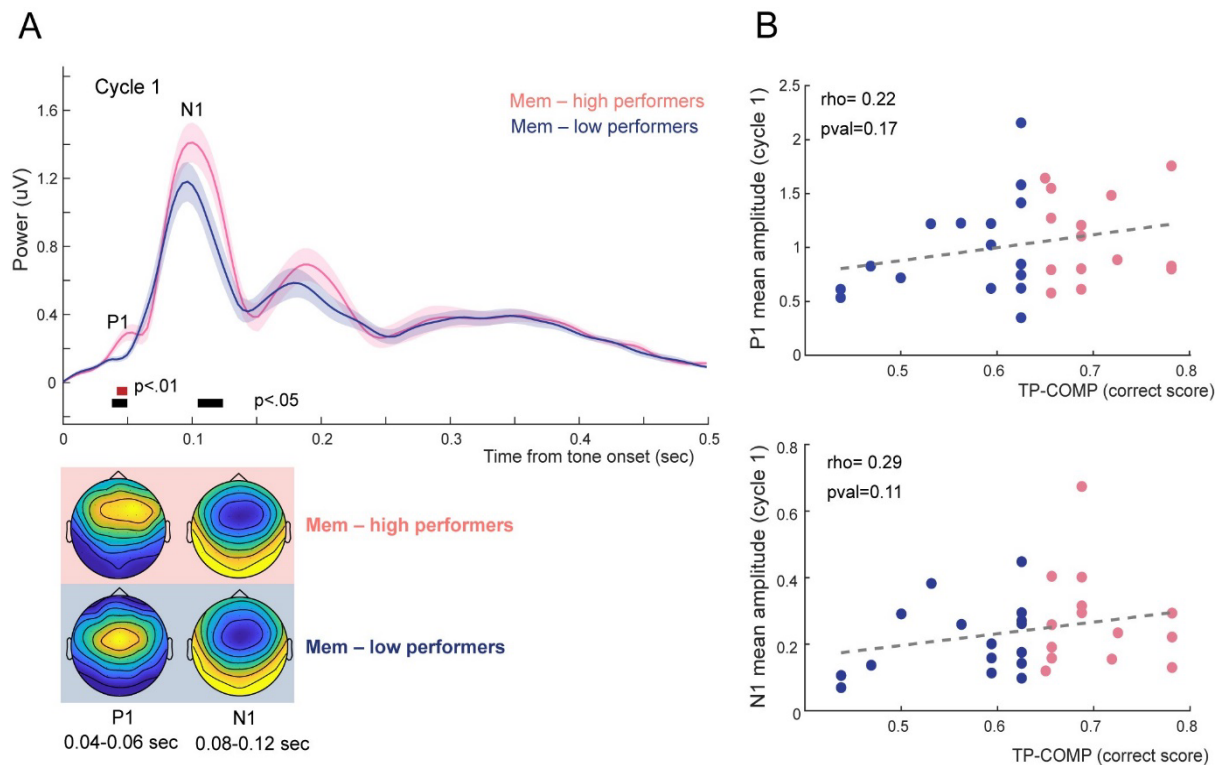 A
Cycle 1
N1
Mem – high performers
Mem – low performers
P1
Power (uV)
1.6
1.2
0.8
0.4
0
p<.01
p<.05
0
0.1
0.2
0.3
0.4
0.5
Time from tone onset (sec)
Mem – high performers
Mem – low performers
P1
N1
0.04-0.06 sec
0.08-0.12 sec
B
P1 mean amplitude (cycle 1)
2.5
2
1.5
1
0.5
0
rho= 0.22
pval=0.17
0.5
0.6
0.7
0.8
TP-COMP (correct score)
N1 mean amplitude (cycle 1)
0.8
0.6
0.4
0.2
0
rho= 0.29
pval=0.11
0.5
0.6
0.7
0.8
TP-COMP (correct score)